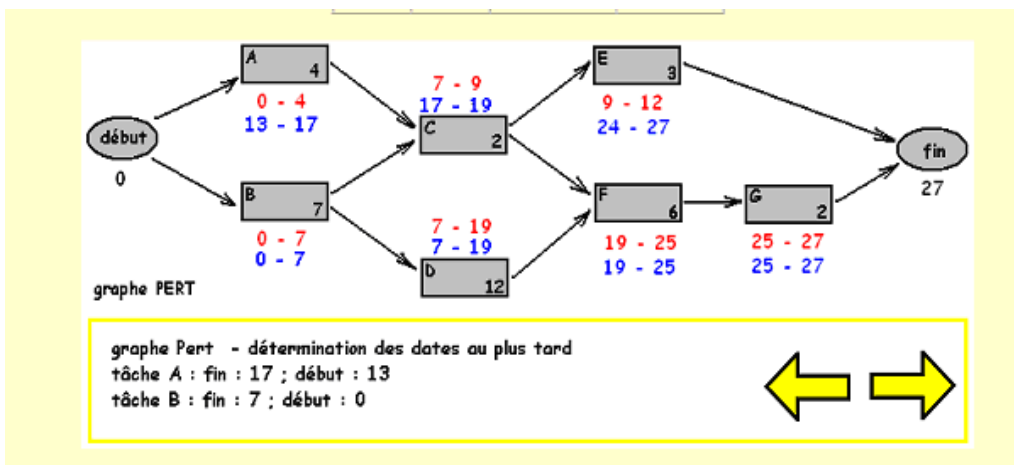 A
4
0 - 4
13 - 17
7 - 9
17 - 19
C
2
E
3
9 - 12
24 - 27
début
0
fin
27
B
7
0 - 7
0 - 7
7 - 19
7 - 19
D
12
F
6
19 - 25
19 - 25
G
2
25 - 27
25 - 27
graphe PERT
graphe Pert - détermination des dates au plus tard
tâche A : fin : 17 ; début : 13
tâche B : fin : 7 ; début : 0